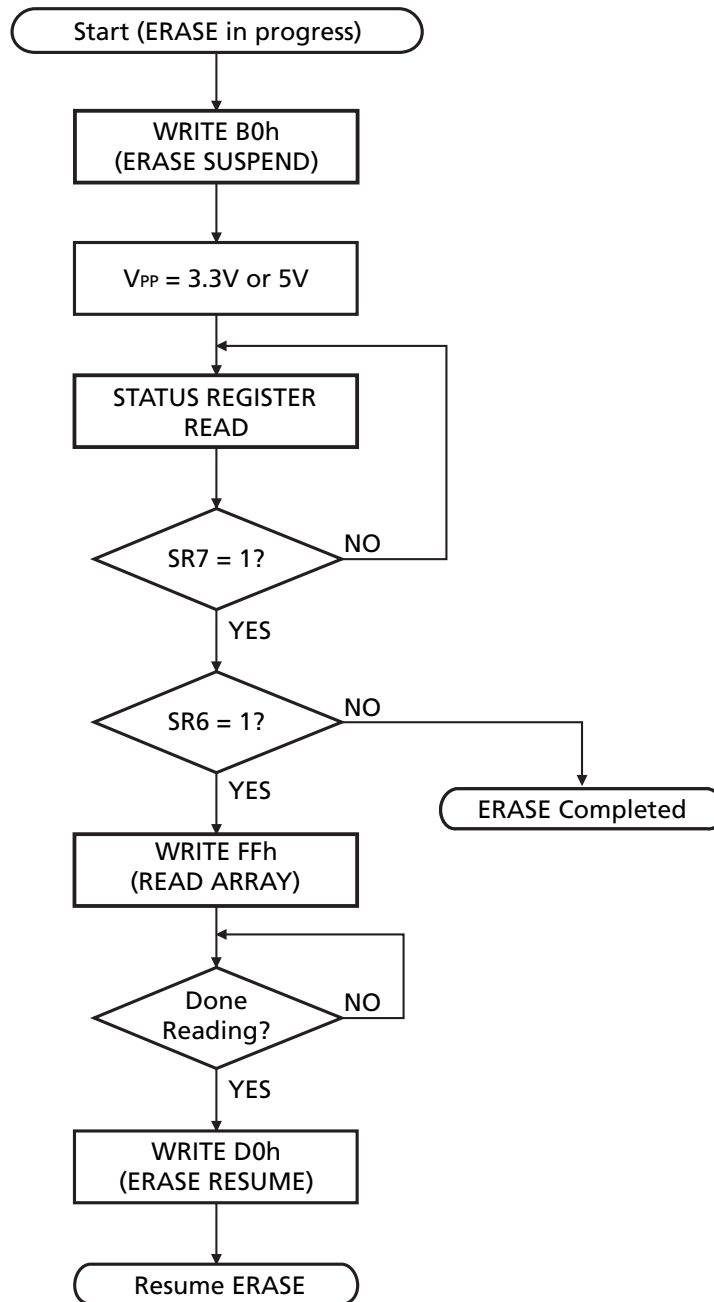 Start (ERASE in progress)
WRITE B0h
(ERASE SUSPEND)
VPP = 3.3V or 5V
STATUS REGISTER
READ
SR7 = 1?
NO
YES
SR6 = 1?
NO
YES
ERASE Completed
WRITE FFh
(READ ARRAY)
Done
Reading?
NO
YES
WRITE D0h
(ERASE RESUME)
Resume ERASE